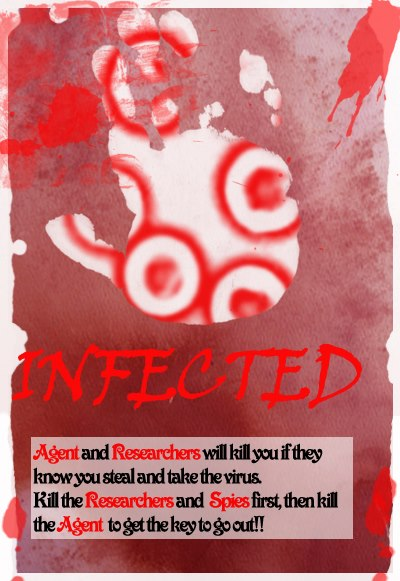 INFECTED
Agent and Researchers will kill you if they
know you steal and take the virus.
Kill the Researchers and Spies first, then kill
the Agent to get the key to go out!!